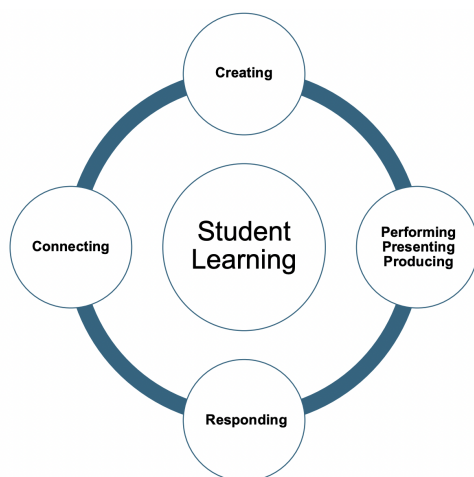 Creating
Student
Learning
Connecting
Performing
Presenting
Producing
Responding